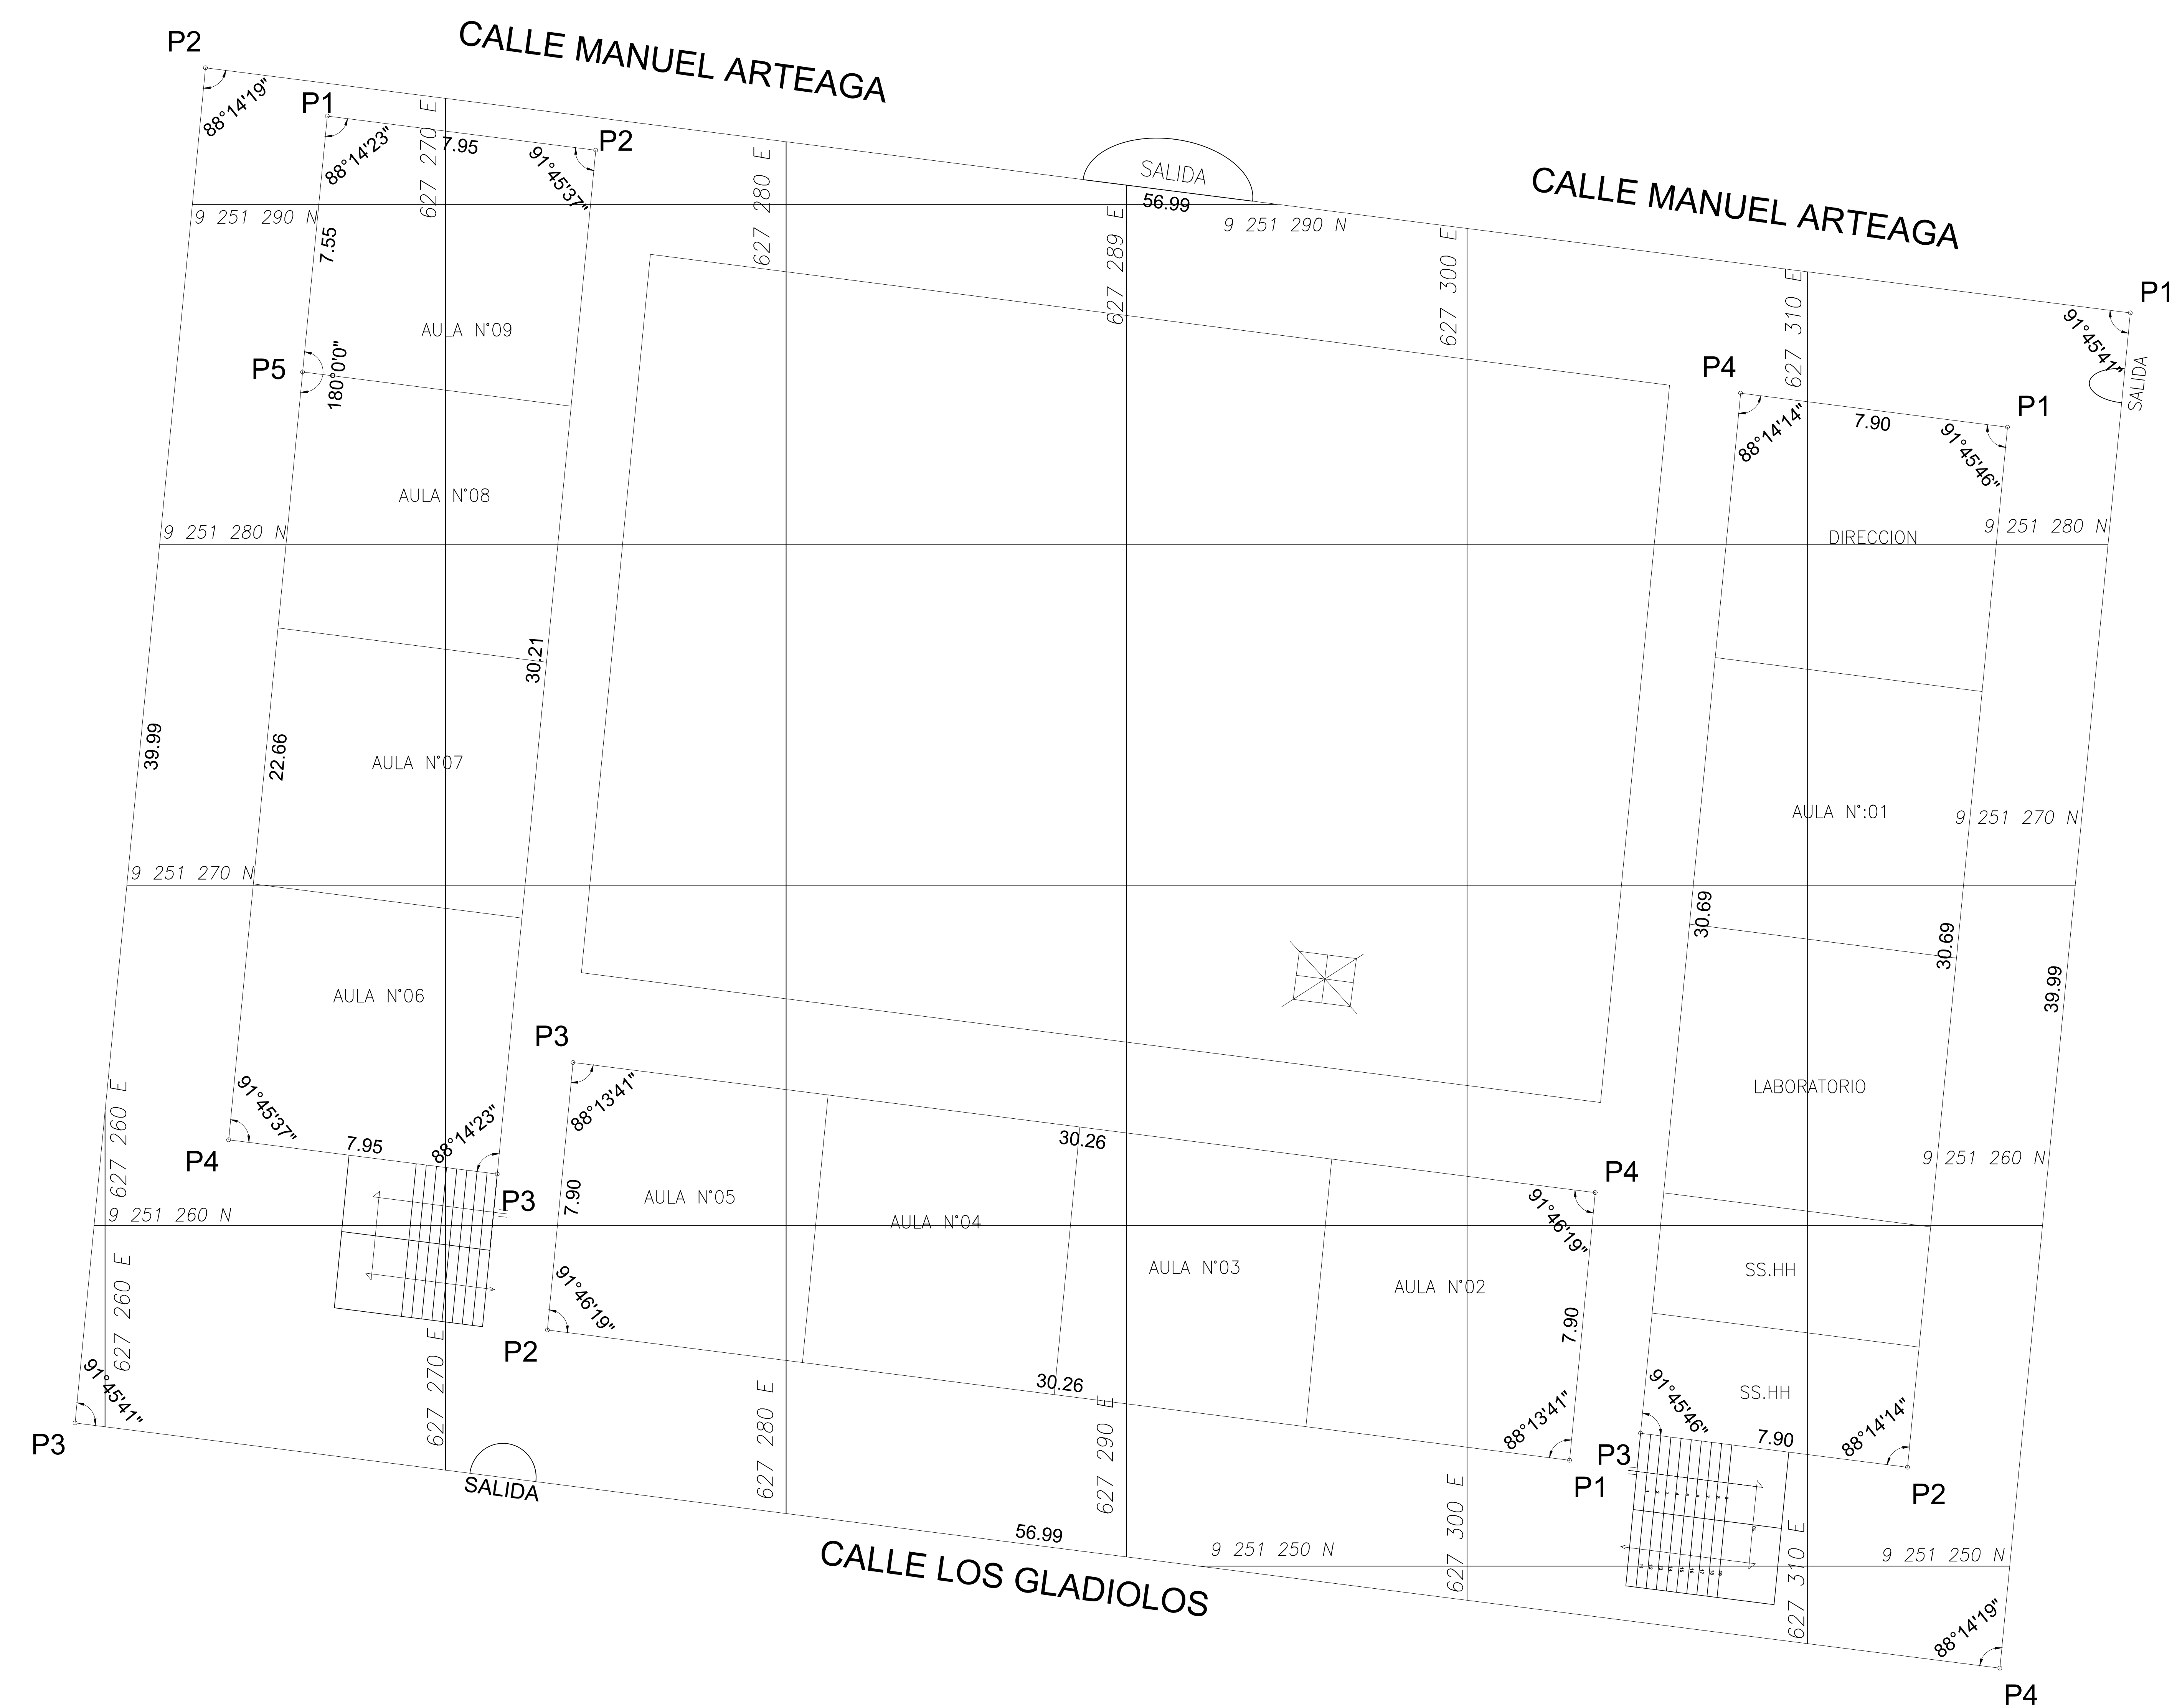 P2
CALLE MANUEL ARTEAGA
88°14'19"
P1
88°14'23"
627 270 E
7.95
91°45'37"
P2
627 280 E
SALIDA
56.99
CALLE MANUEL ARTEAGA
9 251 290 N
7.55
627 289 E
9 251 290 N
627 300 E
627 310 E
P1
91°45'41"
SALIDA
AULA N°09
P5
180°0'0"
P4
88°14'14"
7.90
91°45'46"
P1
AULA N°08
9 251 280 N
DIRECCION
9 251 280 N
30.21
39.99
22.66
AULA N°07
AULA N°:01
9 251 270 N
9 251 270 N
30.69
30.69
39.99
AULA N°06
P3
88°13'41"
LABORATORIO
627 260 E
91°45'37"
P4
7.95
88°14'23"
P3
30.26
9 251 260 N
P4
91°46'19"
7.90
AULA N°05
AULA N°04
9 251 260 N
AULA N°03
AULA N°02
SS.HH
627 260 E
91°46'19"
P2
7.90
30.26
91°45'41"
P3
627 270 E
627 280 E
627 290 E
88°13'41"
P1
91°45'46"
SS.HH
P3
7.90
88°14'14"
P2
SALIDA
56.99
CALLE LOS GLADIOLOS
9 251 250 N
627 300 E
627 310 E
9 251 250 N
88°14'19"
P4